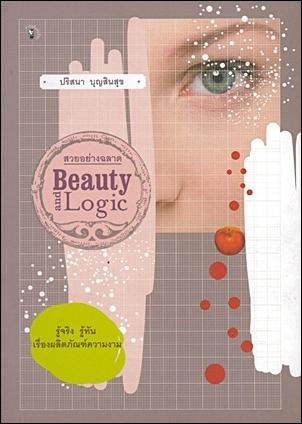 ปริสนา บุญสินสุข
สวยอย่างฉลาด
Beauty
and Logic
รู้จริง รู้ทัน
เรื่องผลิตภัณฑ์ความงาม